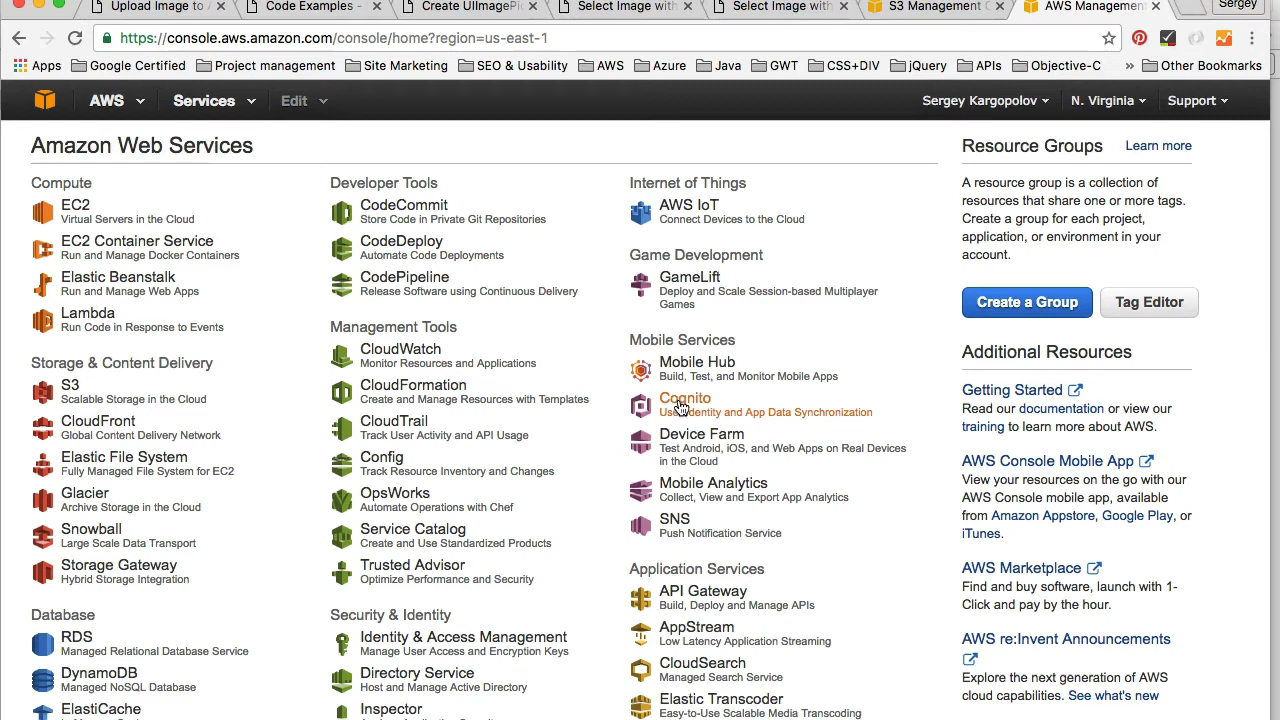 Upload Image to A
Code Examples -
Create UIImagePic
Select Image with
Select Image with
S3 Management C
AWS Management
Sergey
https://console.aws.amazon.com/console/home?region=us-east-1
Apps
Google Certified
Project management
Site Marketing
SEO & Usability
AWS
Azure
Java
GWT
CSS+DIV
jQuery
APIs
Objective-C
»
Other Bookmarks
AWS
Services
Edit
Sergey Kargopolov
N. Virginia
Support
Amazon Web Services
Compute
EC2
Virtual Servers in the Cloud
EC2 Container Service
Run and Manage Docker Containers
Elastic Beanstalk
Run and Manage Web Apps
Lambda
Run Code in Response to Events
Storage & Content Delivery
S3
Scalable Storage in the Cloud
CloudFront
Global Content Delivery Network
Elastic File System
Fully Managed File System for EC2
Glacier
Archive Storage in the Cloud
Snowball
Large Scale Data Transport
Storage Gateway
Hybrid Storage Integration
Database
RDS
Managed Relational Database Service
DynamoDB
Managed NoSQL Database
ElastiCache
Developer Tools
CodeCommit
Store Code in Private Git Repositories
CodeDeploy
Automate Code Deployments
CodePipeline
Release Software using Continuous Delivery
Management Tools
CloudWatch
Monitor Resources and Applications
CloudFormation
Create and Manage Resources with Templates
CloudTrail
Track User Activity and API Usage
Config
Track Resource Inventory and Changes
OpsWorks
Automate Operations with Chef
Service Catalog
Create and Use Standardized Products
Trusted Advisor
Optimize Performance and Security
Security & Identity
Identity & Access Management
Manage User Access and Encryption Keys
Directory Service
Host and Manage Active Directory
Inspector
Internet of Things
AWS IoT
Connect Devices to the Cloud
Game Development
GameLift
Deploy and Scale Session-based Multiplayer
Games
Mobile Services
Mobile Hub
Build, Test, and Monitor Mobile Apps
Cognito
User Identity and App Data Synchronization
Device Farm
Test Android, iOS, and Web Apps on Real Devices
in the Cloud
Mobile Analytics
Collect, View and Export App Analytics
SNS
Push Notification Service
Application Services
API Gateway
Build, Deploy and Manage APIs
AppStream
Low Latency Application Streaming
CloudSearch
Managed Search Service
Elastic Transcoder
Easy-to-Use Scalable Media Transcoding
Resource Groups
Learn more
A resource group is a collection of
resources that share one or more tags.
Create a group for each project,
application, or environment in your
account.
Create a Group
Tag Editor
Additional Resources
Getting Started
Read our documentation or view our
training to learn more about AWS.
AWS Console Mobile App
View your resources on the go with our
AWS Console mobile app, available
from Amazon Appstore, Google Play, or
iTunes.
AWS Marketplace
Find and buy software, launch with 1-
Click and pay by the hour.
AWS re:Invent Announcements
Explore the next generation of AWS
cloud capabilities. See what's new